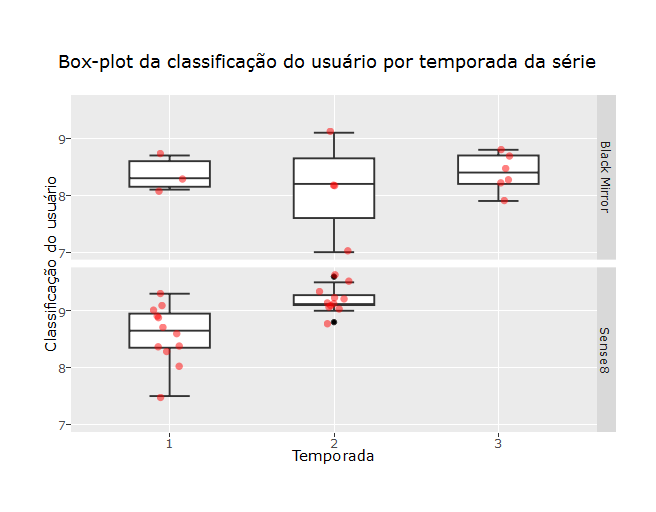 Box-plot da classificação do usuário por temporada da série
Classificação do usuário
9
8
7
Black Mirror
9
8
7
Sense8
1
2
3
Temporada